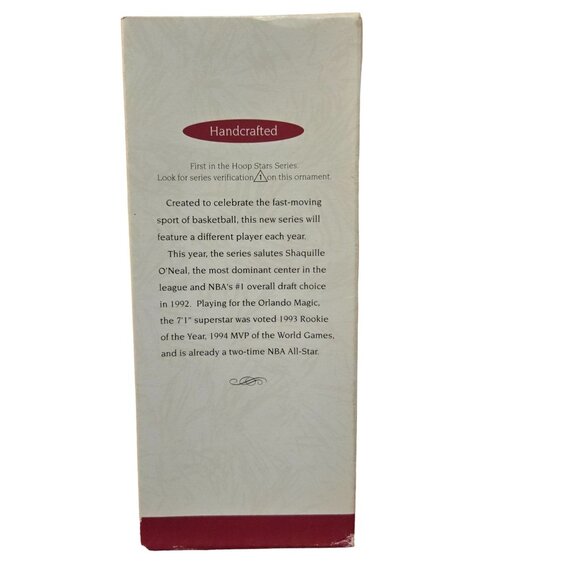 Handcrafted
First in the Hoop Stars Series.
Look for series verification 1 on this ornament.
Created to celebrate the fast-moving
sport of basketball, this new series will
feature a different player each year.
This year, the series salutes Shaquille
O'Neal, the most dominant center in the
league and NBA's #1 overall draft choice
in 1992. Playing for the Orlando Magic,
the 7'1" superstar was voted 1993 Rookie
of the Year, 1994 MVP of the World Games,
and is already a two-time NBA All-Star.